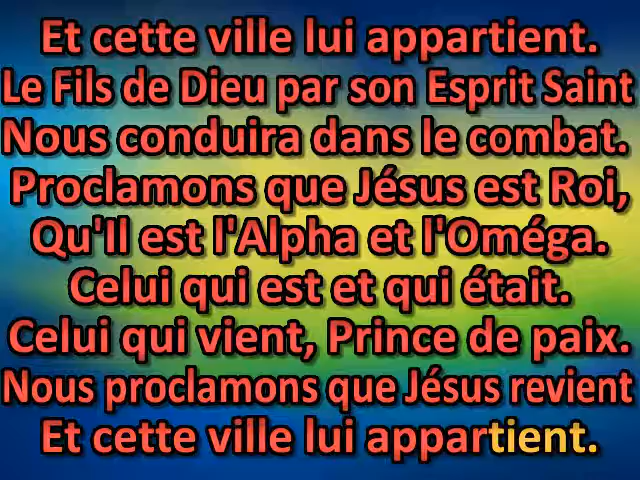 Et cette ville lui appartient.
Le Fils de Dieu par son Esprit Saint
Nous conduira dans le combat.
Proclamons que Jésus est Roi,
Qu'Il est l'Alpha et l'Oméga.
Celui qui est et qui était.
Celui qui vient, Prince de paix.
Nous proclamons que Jésus revient
Et cette ville lui appartient.